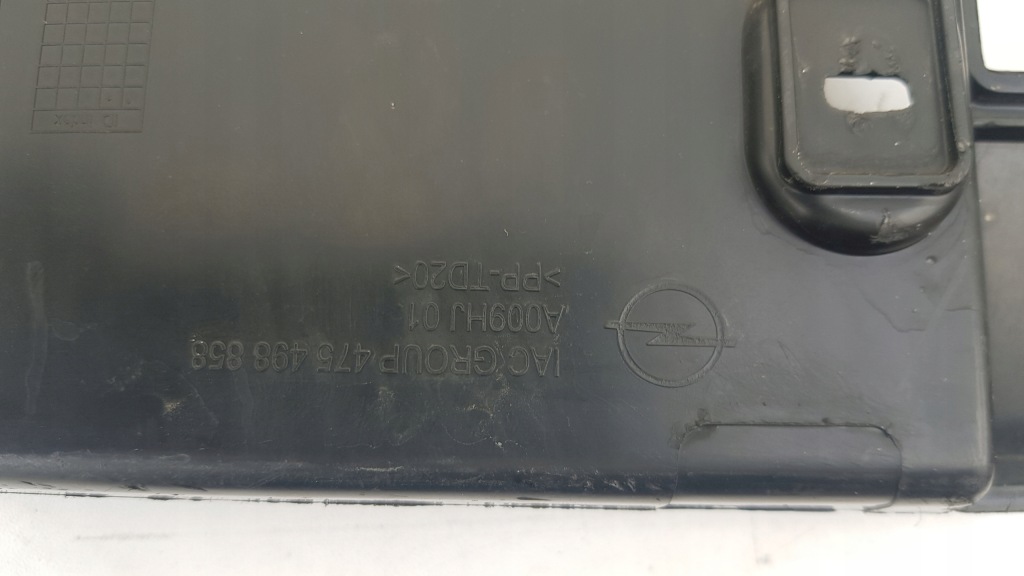 IAC GROUP 475 498 858
A009HJ 01
>PP-TD20<